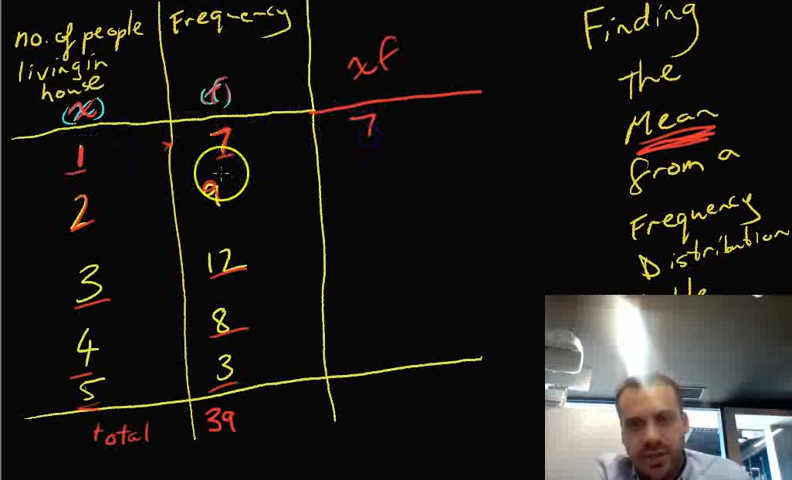 no. of people
living in
house
(x)
Frequency
(f)
xf
1
7
7
2
9
3
12
4
8
5
3
total
39
Finding
the
Mean
from a
Frequency
Distribution